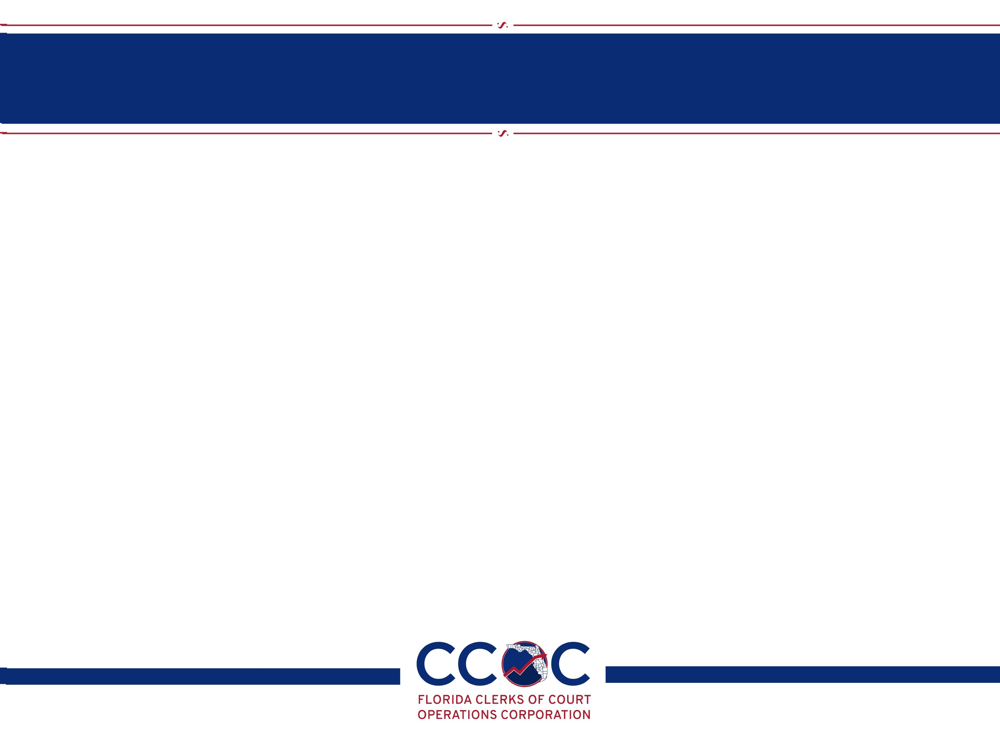 CCOC
FLORIDA CLERKS OF COURT
OPERATIONS CORPORATION